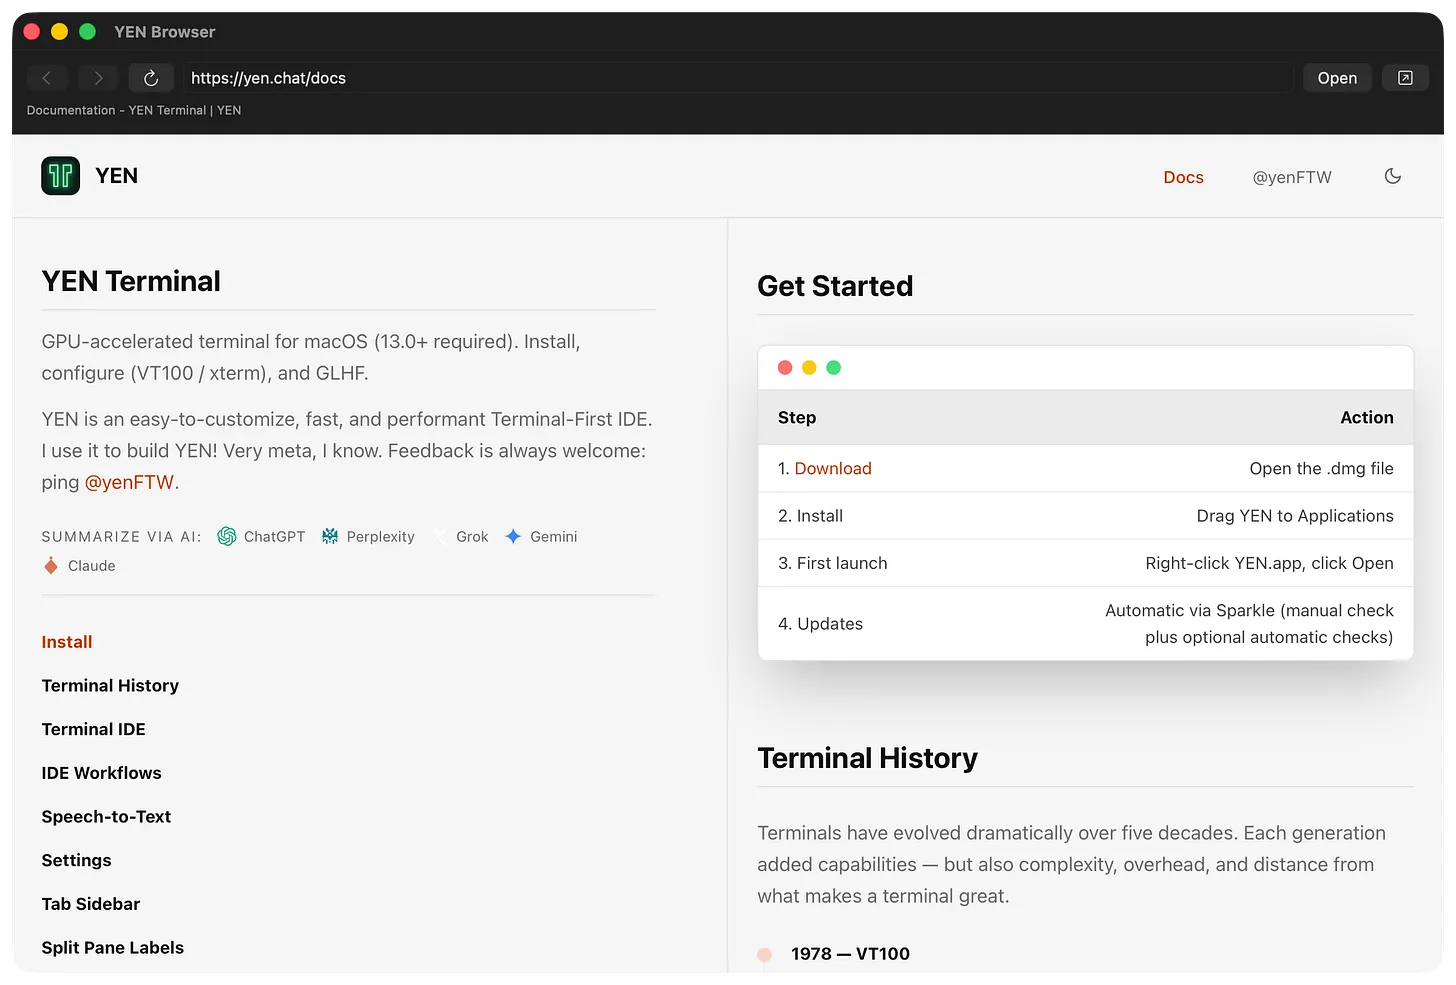 YEN Browser
https://yen.chat/docs
Open
Documentation - YEN Terminal | YEN
YEN
Docs
@yenFTW
YEN Terminal
GPU-accelerated terminal for macOS (13.0+ required). Install,
configure (VT100 / xterm), and GLHF.
YEN is an easy-to-customize, fast, and performant Terminal-First IDE.
I use it to build YEN! Very meta, I know. Feedback is always welcome:
ping @yenFTW.
SUMMARIZE VIA AI: ChatGPT Perplexity Grok Gemini
Claude
Install
Terminal History
Terminal IDE
IDE Workflows
Speech-to-Text
Settings
Tab Sidebar
Split Pane Labels
Get Started
Step Action
1. Download Open the .dmg file
2. Install Drag YEN to Applications
3. First launch Right-click YEN.app, click Open
4. Updates Automatic via Sparkle (manual check
plus optional automatic checks)
Terminal History
Terminals have evolved dramatically over five decades. Each generation
added capabilities — but also complexity, overhead, and distance from
what makes a terminal great.
1978 — VT100